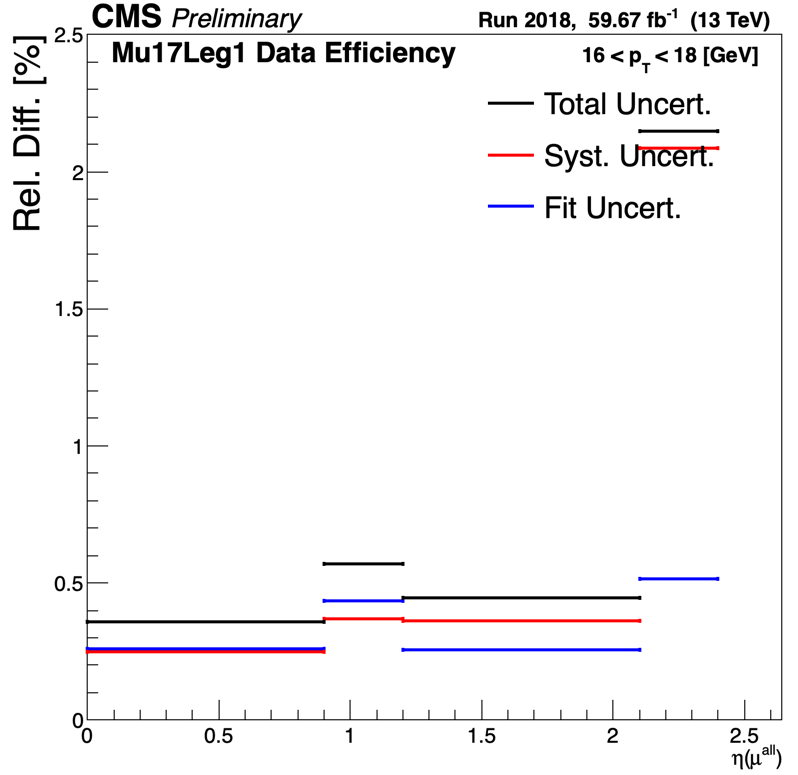 CMS Preliminary Run 2018, 59.67 fb⁻¹ (13 TeV)
Mu17Leg1 Data Efficiency
16 < p_T < 18 [GeV]
Total Uncert.
Syst. Uncert.
Fit Uncert.
Rel. Diff. [%]
2.5
2
1.5
1
0.5
0
0 0.5 1 1.5 2 2.5
η(μ^all)